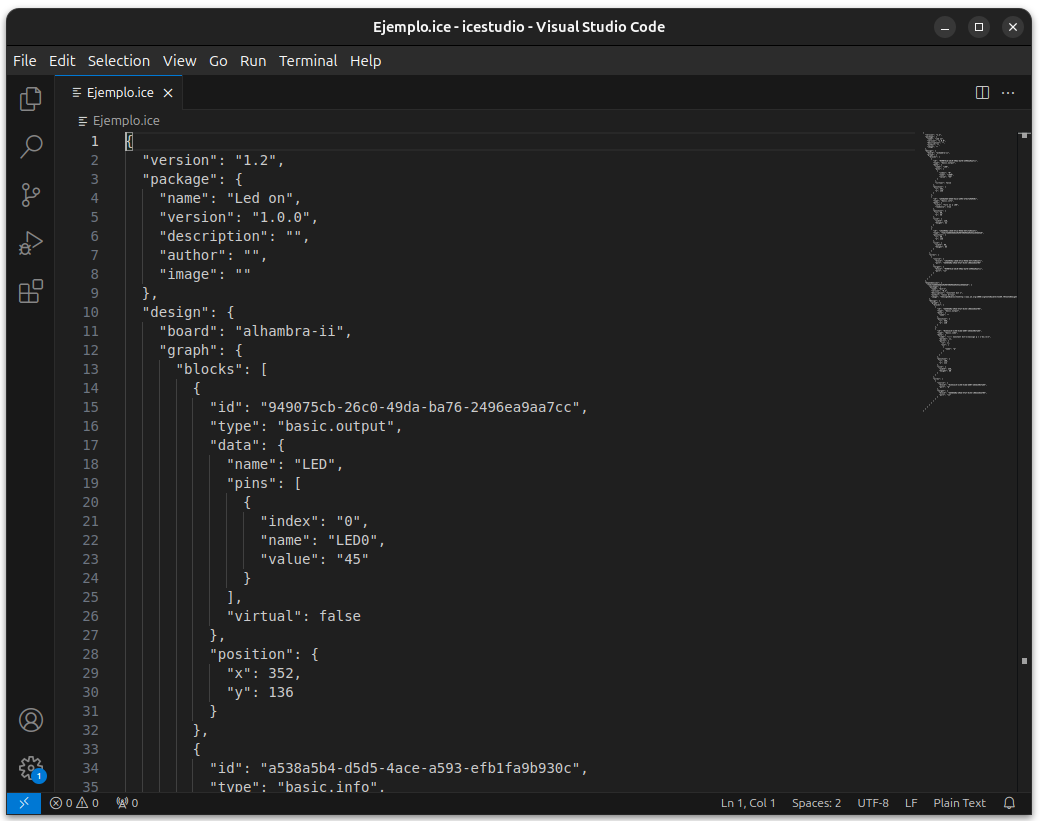 Ejemplo.ice - icestudio - Visual Studio Code
File Edit Selection View Go Run Terminal Help
Ejemplo.ice
Ejemplo.ice
1 {
2   "version": "1.2",
3   "package": {
4     "name": "Led on",
5     "version": "1.0.0",
6     "description": "",
7     "author": "",
8     "image": ""
9   },
10   "design": {
11     "board": "alhambra-ii",
12     "graph": {
13       "blocks": [
14         {
15           "id": "949075cb-26c0-49da-ba76-2496ea9aa7cc",
16           "type": "basic.output",
17           "data": {
18             "name": "LED",
19             "pins": [
20               {
21                 "index": "0",
22                 "name": "LED0",
23                 "value": "45"
24               }
25             ],
26             "virtual": false
27           },
28           "position": {
29             "x": 352,
30             "y": 136
31           }
32         },
33         {
34           "id": "a538a5b4-d5d5-4ace-a593-efb1fa9b930c",
35           "type": "basic.info",
1
0 0 0 Ln 1, Col 1 Spaces: 2 UTF-8 LF Plain Text